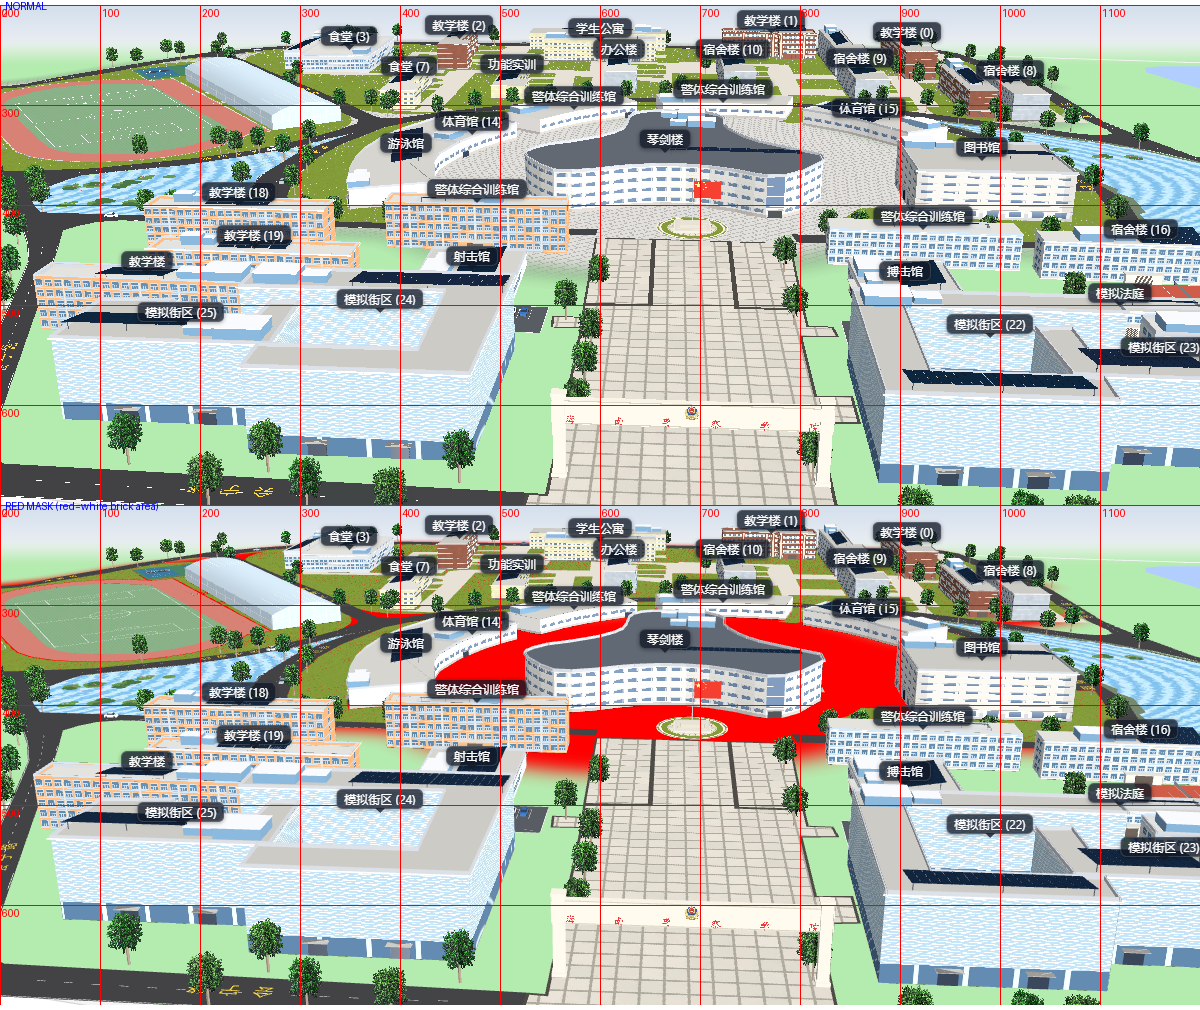 NORMAL
200 300 400 500 600 700 800 900 1000 1100
教学楼 (2)
学生公寓
教学楼 (1)
教学楼 (0)
食堂 (3)
办公楼
宿舍楼 (10)
宿舍楼 (9)
食堂 (7)
功能实训
宿舍楼 (8)
警体综合训练馆
警体综合训练馆
300
体育馆 (14)
体育馆 (15)
游泳馆
琴剑楼
图书馆
教学楼 (18)
警体综合训练馆
警体综合训练馆
教学楼 (19)
宿舍楼 (16)
教学楼
射击馆
搏击馆
模拟街区 (24)
模拟法庭
模拟街区 (25)
模拟街区 (22)
模拟街区 (23)
600
RED MASK (red-white brick area)
200 300 400 500 600 700 800 900 1000 1100
教学楼 (2)
学生公寓
教学楼 (1)
教学楼 (0)
食堂 (3)
办公楼
宿舍楼 (10)
宿舍楼 (9)
食堂 (7)
功能实训
宿舍楼 (8)
警体综合训练馆
警体综合训练馆
300
体育馆 (14)
体育馆 (15)
游泳馆
琴剑楼
图书馆
教学楼 (18)
警体综合训练馆
警体综合训练馆
教学楼 (19)
宿舍楼 (16)
教学楼
射击馆
搏击馆
模拟街区 (24)
模拟法庭
模拟街区 (25)
模拟街区 (22)
模拟街区 (23)
600